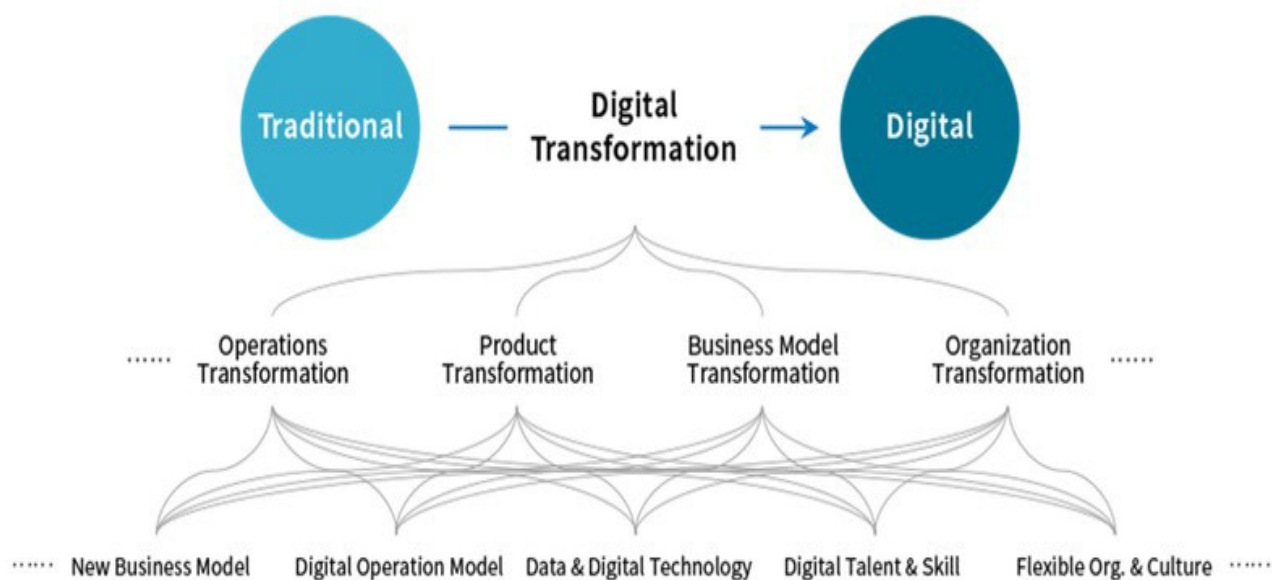 Traditional
Digital
Transformation
Digital
...... Operations
Transformation
Product
Transformation
Business Model
Transformation
Organization
Transformation ......
...... New Business Model
Digital Operation Model
Data & Digital Technology
Digital Talent & Skill
Flexible Org. & Culture ......